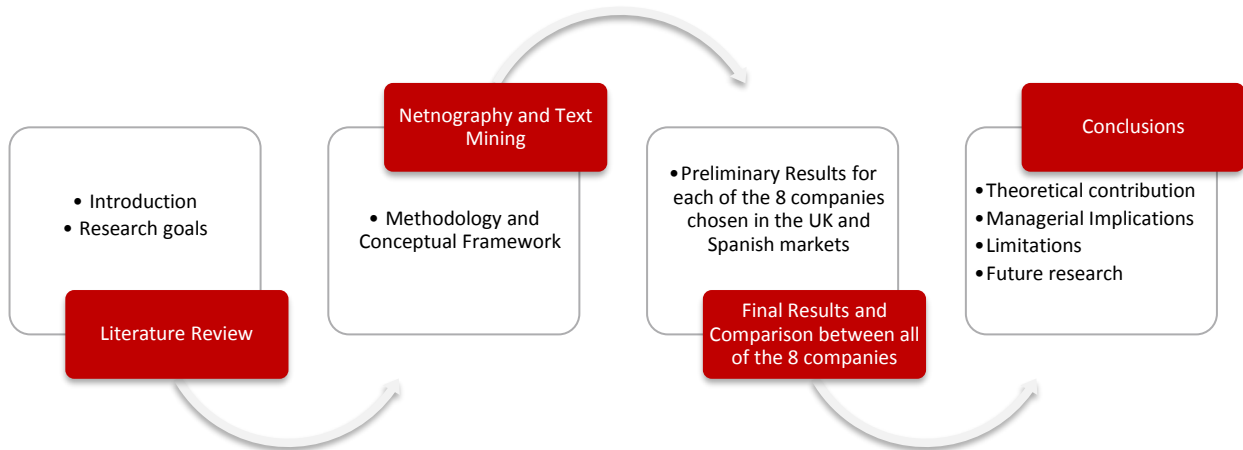 • Introduction
• Research goals
Literature Review
Netnography and Text
Mining
• Methodology and
Conceptual Framework
•Preliminary Results for
each of the 8 companies
chosen in the UK and
Spanish markets
Final Results and
Comparison between all
of the 8 companies
Conclusions
•Theoretical contribution
•Managerial Implications
•Limitations
•Future research